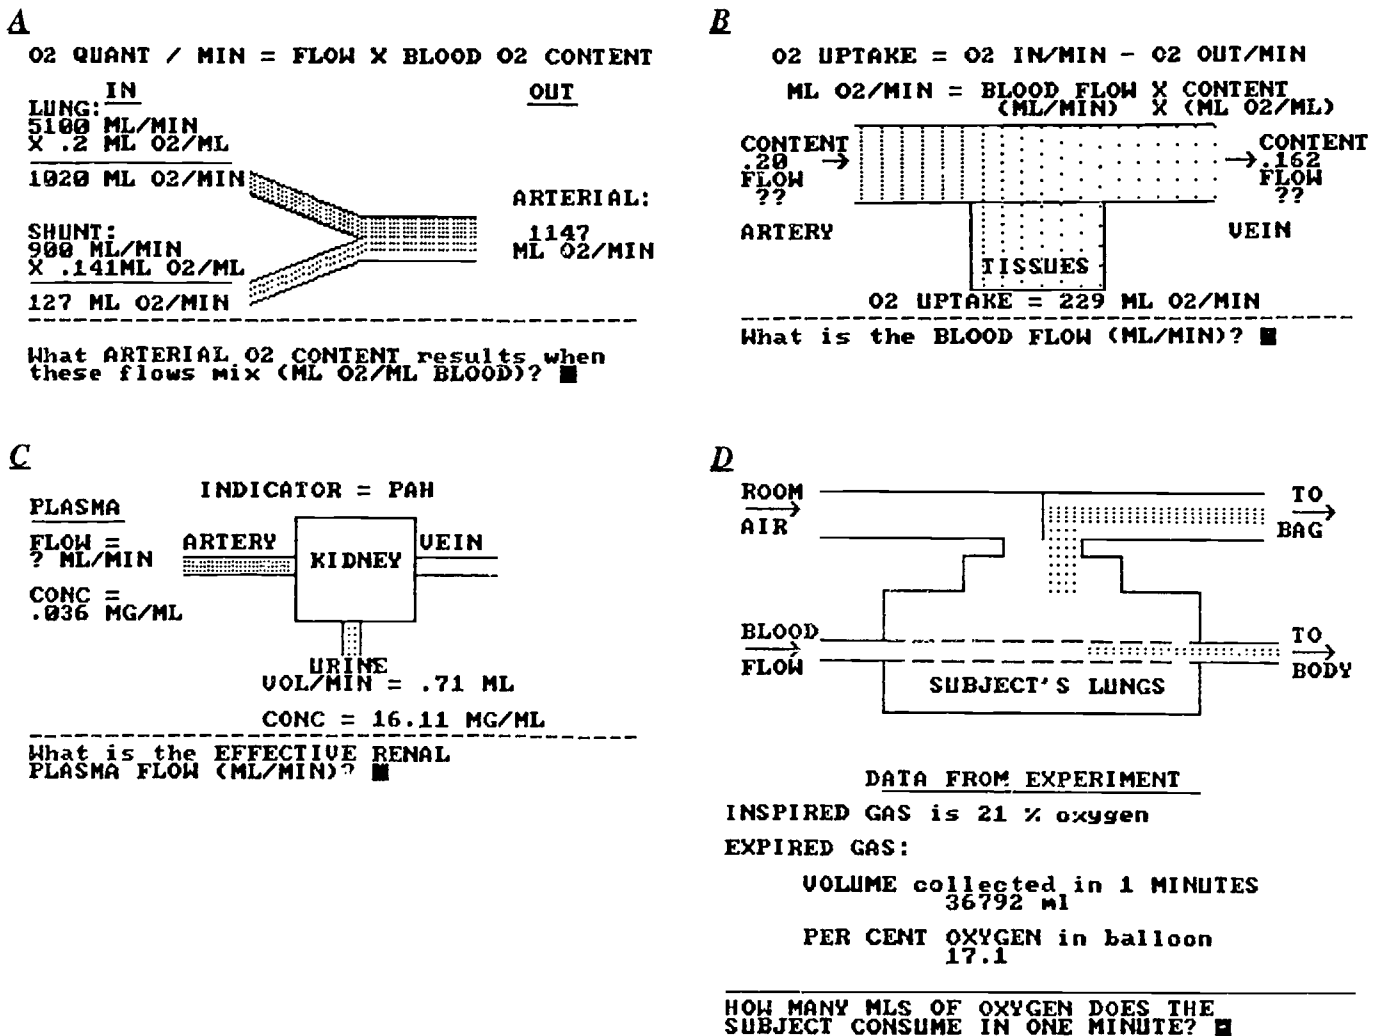 A
O2 QUANT / MIN = FLOW X BLOOD O2 CONTENT
IN
OUT
LUNG:
5100 ML/MIN
X .2 ML O2/ML
1020 ML O2/MIN
ARTERIAL:
1147
ML O2/MIN
SHUNT:
900 ML/MIN
X .141ML O2/ML
127 ML O2/MIN
What ARTERIAL O2 CONTENT results when
these flows mix (ML O2/ML BLOOD)?
B
O2 UPTAKE = O2 IN/MIN - O2 OUT/MIN
ML O2/MIN = BLOOD FLOW X CONTENT
(ML/MIN) X (ML O2/ML)
CONTENT
.20
FLOW
??
ARTERY
CONTENT
.162
FLOW
??
VEIN
TISSUES
O2 UPTAKE = 229 ML O2/MIN
What is the BLOOD FLOW (ML/MIN)?
C
INDICATOR = PAH
PLASMA
FLOW =
? ML/MIN
CONC =
.036 MG/ML
ARTERY
KIDNEY
VEIN
URINE
VOL/MIN = .71 ML
CONC = 16.11 MG/ML
What is the EFFECTIVE RENAL
PLASMA FLOW (ML/MIN)?
D
ROOM
AIR
TO
BAG
BLOOD
FLOW
TO
BODY
SUBJECT'S LUNGS
DATA FROM EXPERIMENT
INSPIRED GAS is 21 % oxygen
EXPIRED GAS:
VOLUME collected in 1 MINUTES
36792 ml
PER CENT OXYGEN in balloon
17.1
HOW MANY MLS OF OXYGEN DOES THE
SUBJECT CONSUME IN ONE MINUTE?